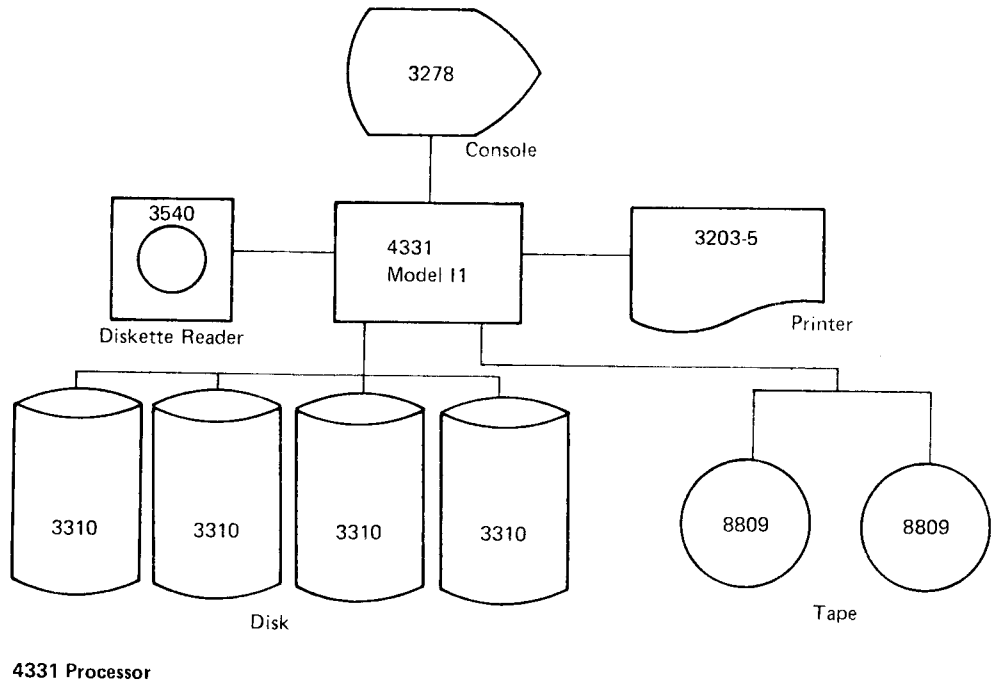 3278
Console
3540
Diskette Reader
4331
Model I1
3203-5
Printer
3310
3310
3310
3310
Disk
8809
8809
Tape
4331 Processor